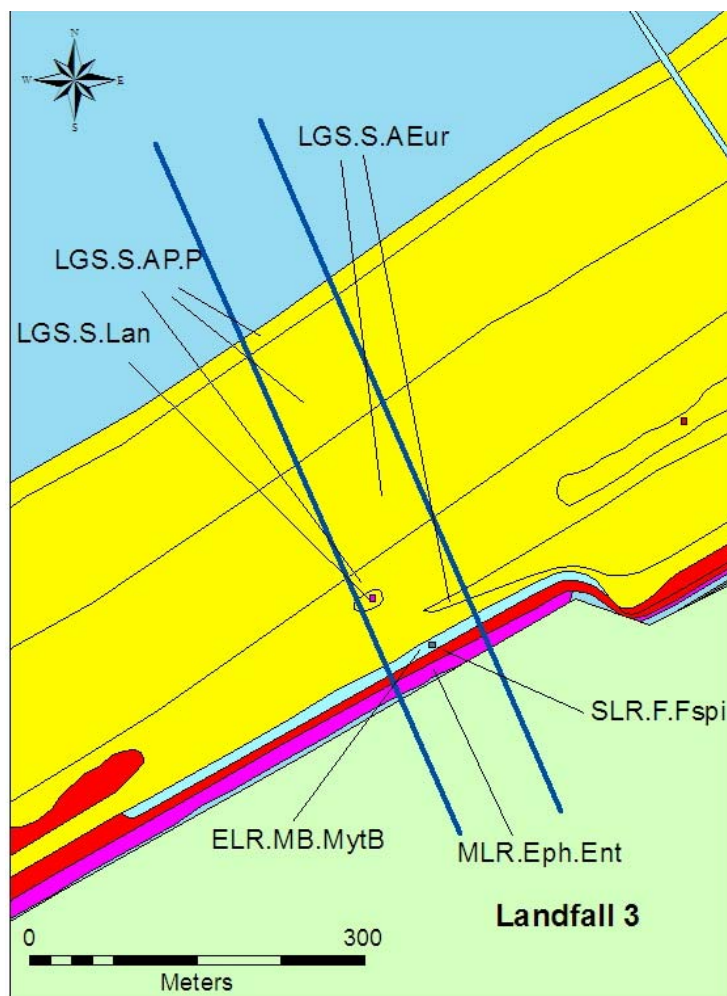 N
W E
S
LGS.S.AEur
LGS.S.AP.P
LGS.S.Lan
SLR.F.Fspi
ELR.MB.MytB
MLR.Eph.Ent
Landfall 3
0 300
Meters